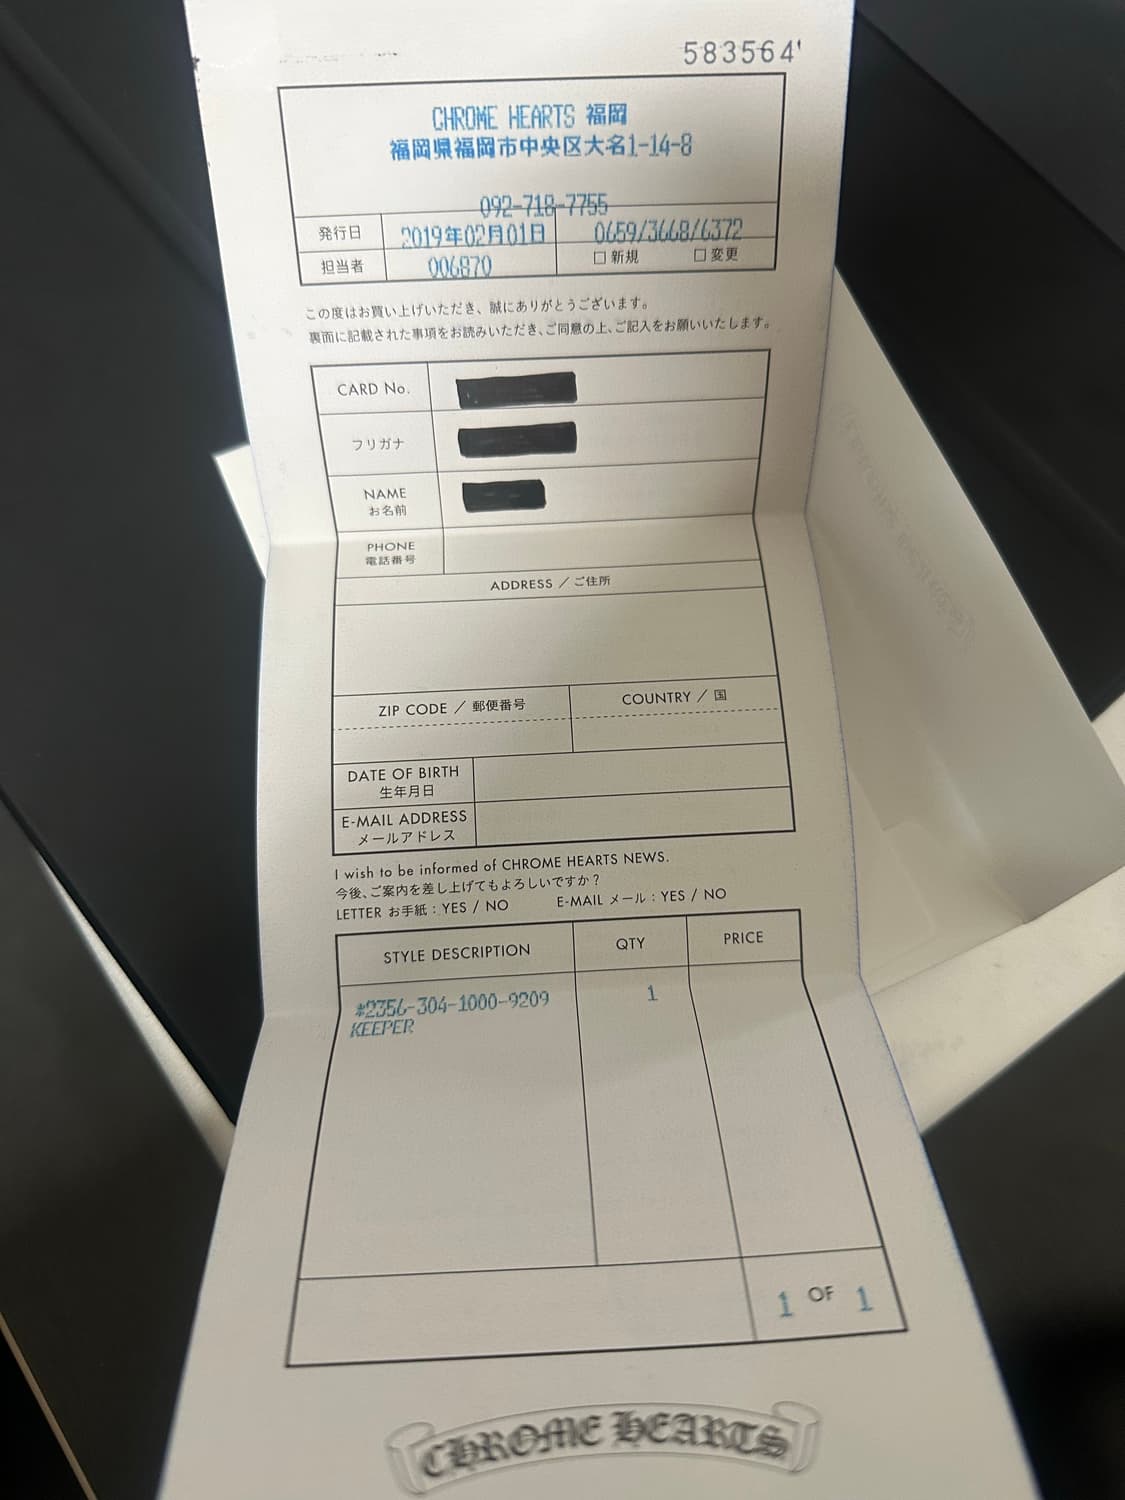 583564
CHROME HEARTS 福岡
福岡県福岡市中央区大名1-14-8
092-718-7755
発行日 2019年02月01日 0659/3668/6372
担当者 006870 □ 新規 □ 変更
この度はお買い上げいただき、誠にありがとうございます。
裏面に記載された事項をお読みいただき、ご同意の上、ご記入をお願いいたします。
CARD No.
フリガナ
NAME
お名前
PHONE
電話番号
ADDRESS / ご住所
ZIP CODE / 郵便番号 COUNTRY / 国
DATE OF BIRTH
生年月日
E-MAIL ADDRESS
メールアドレス
I wish to be informed of CHROME HEARTS NEWS.
今後、ご案内を差し上げてもよろしいですか?
LETTER お手紙 : YES / NO E-MAIL メール : YES / NO
STYLE DESCRIPTION QTY PRICE
*2356-304-1000-9209 1
KEEPER
1 OF 1
CHROME HEARTS